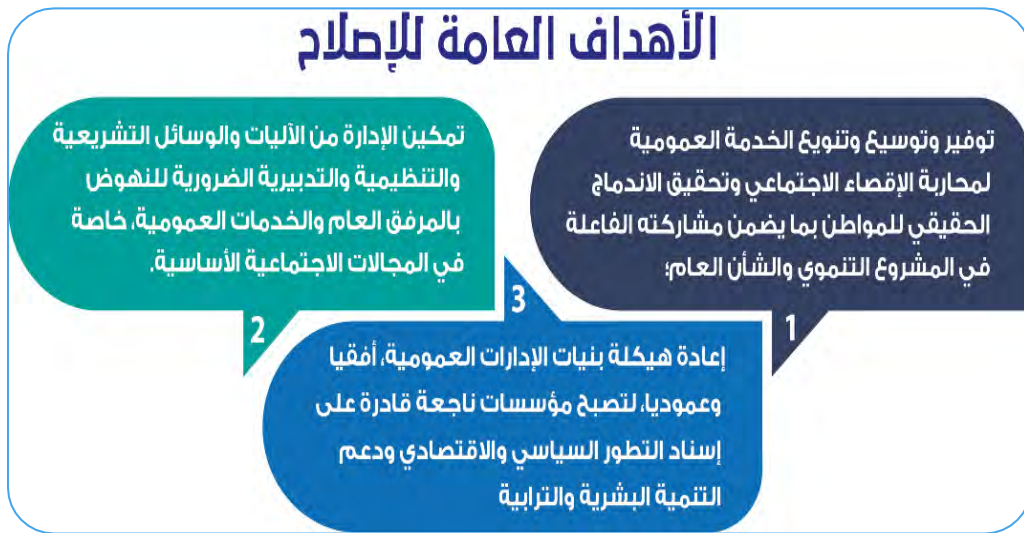 الأهداف العامة للإصلاح
توفير وتوسيع وتنويع الخدمة العمومية
لمحاربة الإقصاء الاجتماعي وتحقيق الاندماج
الحقيقي للمواطن بما يضمن مشاركته الفاعلة
في المشروع التنموي والشأن العام؛
1
تمكين الإدارة من الآليات والوسائل التشريعية
والتنظيمية والتدبيرية الضرورية للنهوض
بالمرفق العام والخدمات العمومية، خاصة
في المجالات الاجتماعية الأساسية.
2
3
إعادة هيكلة بنيات الإدارات العمومية، أفقيا
وعموديا، لتصبح مؤسسات ناجعة قادرة على
إسناد التطور السياسي والاقتصادي ودعم
التنمية البشرية والترابية